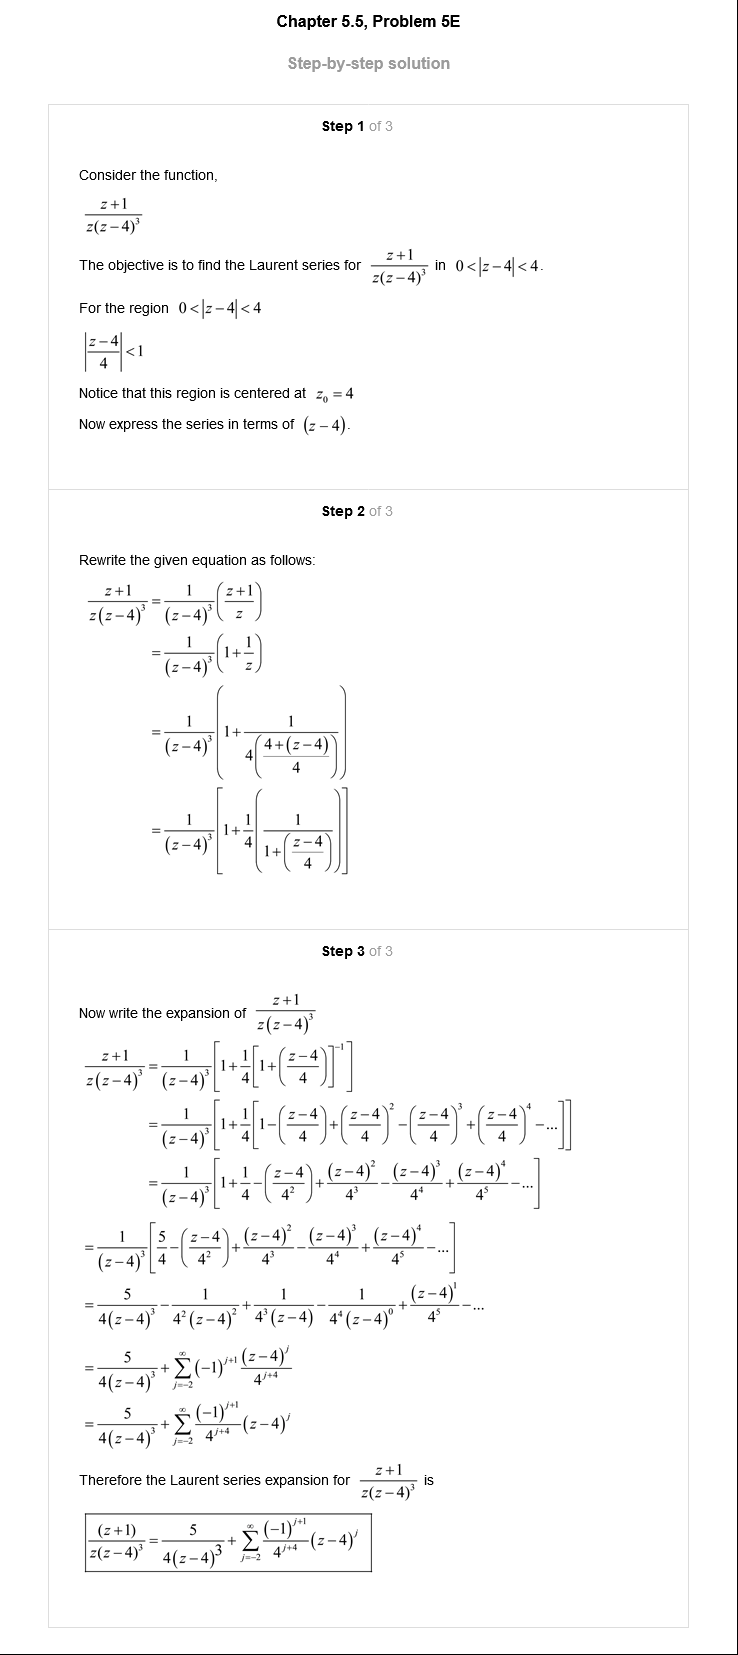 Chapter 5.5, Problem 5E
Step-by-step solution
Step 1 of 3
Consider the function,
\frac{z+1}{z(z-4)^3}
The objective is to find the Laurent series for \frac{z+1}{z(z-4)^3} in 0<|z-4|<4.
For the region 0<|z-4|<4
\left|\frac{z-4}{4}\right|<1
Notice that this region is centered at z_0=4
Now express the series in terms of (z-4).
Step 2 of 3
Rewrite the given equation as follows:
\frac{z+1}{z(z-4)^3}=\frac{1}{(z-4)^3}\left(\frac{z+1}{z}\right)
=\frac{1}{(z-4)^3}\left(1+\frac{1}{z}\right)
=\frac{1}{(z-4)^3}\left(1+\frac{1}{4\left(\frac{4+(z-4)}{4}\right)}\right)
=\frac{1}{(z-4)^3}\left[1+\frac{1}{4}\left(\frac{1}{1+\left(\frac{z-4}{4}\right)}\right)\right]
Step 3 of 3
Now write the expansion of \frac{z+1}{z(z-4)^3}
\frac{z+1}{z(z-4)^3}=\frac{1}{(z-4)^3}\left[1+\frac{1}{4}\left[1+\left(\frac{z-4}{4}\right)\right]^{-1}\right]
=\frac{1}{(z-4)^3}\left[1+\frac{1}{4}\left[1-\left(\frac{z-4}{4}\right)+\left(\frac{z-4}{4}\right)^2-\left(\frac{z-4}{4}\right)^3+\left(\frac{z-4}{4}\right)^4-...\right]\right]
=\frac{1}{(z-4)^3}\left[1+\frac{1}{4}-\left(\frac{z-4}{4^2}\right)+\frac{(z-4)^2}{4^3}-\frac{(z-4)^3}{4^4}+\frac{(z-4)^4}{4^5}-...\right]
=\frac{1}{(z-4)^3}\left[\frac{5}{4}-\left(\frac{z-4}{4^2}\right)+\frac{(z-4)^2}{4^3}-\frac{(z-4)^3}{4^4}+\frac{(z-4)^4}{4^5}-...\right]
=\frac{5}{4(z-4)^3}-\frac{1}{4^2(z-4)^2}+\frac{1}{4^3(z-4)}-\frac{1}{4^4(z-4)^0}+\frac{(z-4)^1}{4^5}-...
=\frac{5}{4(z-4)^3}+\sum_{j=-2}^{\infty}(-1)^{j+1}\frac{(z-4)^j}{4^{j+4}}
=\frac{5}{4(z-4)^3}+\sum_{j=-2}^{\infty}\frac{(-1)^{j+1}}{4^{j+4}}(z-4)^j
Therefore the Laurent series expansion for \frac{z+1}{z(z-4)^3} is
\frac{(z+1)}{z(z-4)^3}=\frac{5}{4(z-4)^3}+\sum_{j=-2}^{\infty}\frac{(-1)^{j+1}}{4^{j+4}}(z-4)^j